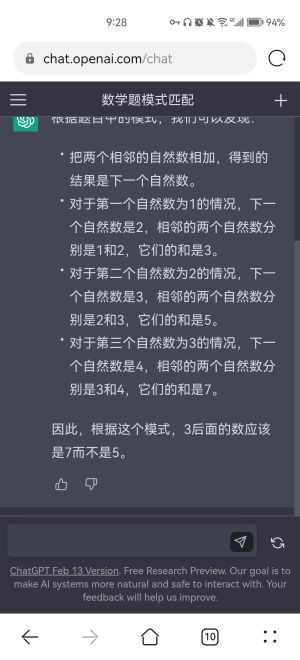 9:28
94%
chat.openai.com/chat
数学题模式匹配
根据题目中的模式，我们可以发现：
• 把两个相邻的自然数相加，得到的
结果是下一个自然数。
• 对于第一个自然数为1的情况，下一
个自然数是2，相邻的两个自然数分
别是1和2，它们的和是3。
• 对于第二个自然数为2的情况，下一
个自然数是3，相邻的两个自然数分
别是2和3，它们的和是5。
• 对于第三个自然数为3的情况，下一
个自然数是4，相邻的两个自然数分
别是3和4，它们的和是7。
因此，根据这个模式，3后面的数应该
是7而不是5。
ChatGPT Feb 13 Version. Free Research Preview. Our goal is to
make AI systems more natural and safe to interact with. Your
feedback will help us improve.
10